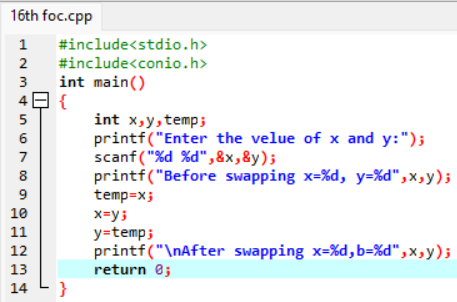 16th foc.cpp
1 #include<stdio.h>
2 #include<conio.h>
3 int main()
4 {
5 int x,y,temp;
6 printf("Enter the velue of x and y:");
7 scanf("%d %d",&x,&y);
8 printf("Before swapping x=%d, y=%d",x,y);
9 temp=x;
10 x=y;
11 y=temp;
12 printf("\nAfter swapping x=%d,b=%d",x,y);
13 return 0;
14 }